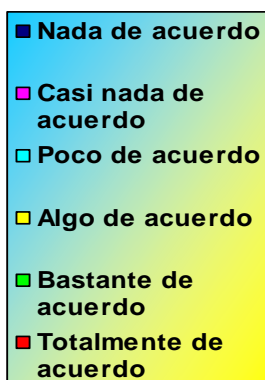 Nada de acuerdo
Casi nada de
acuerdo
Poco de acuerdo
Algo de acuerdo
Bastante de
acuerdo
Totalmente de
acuerdo